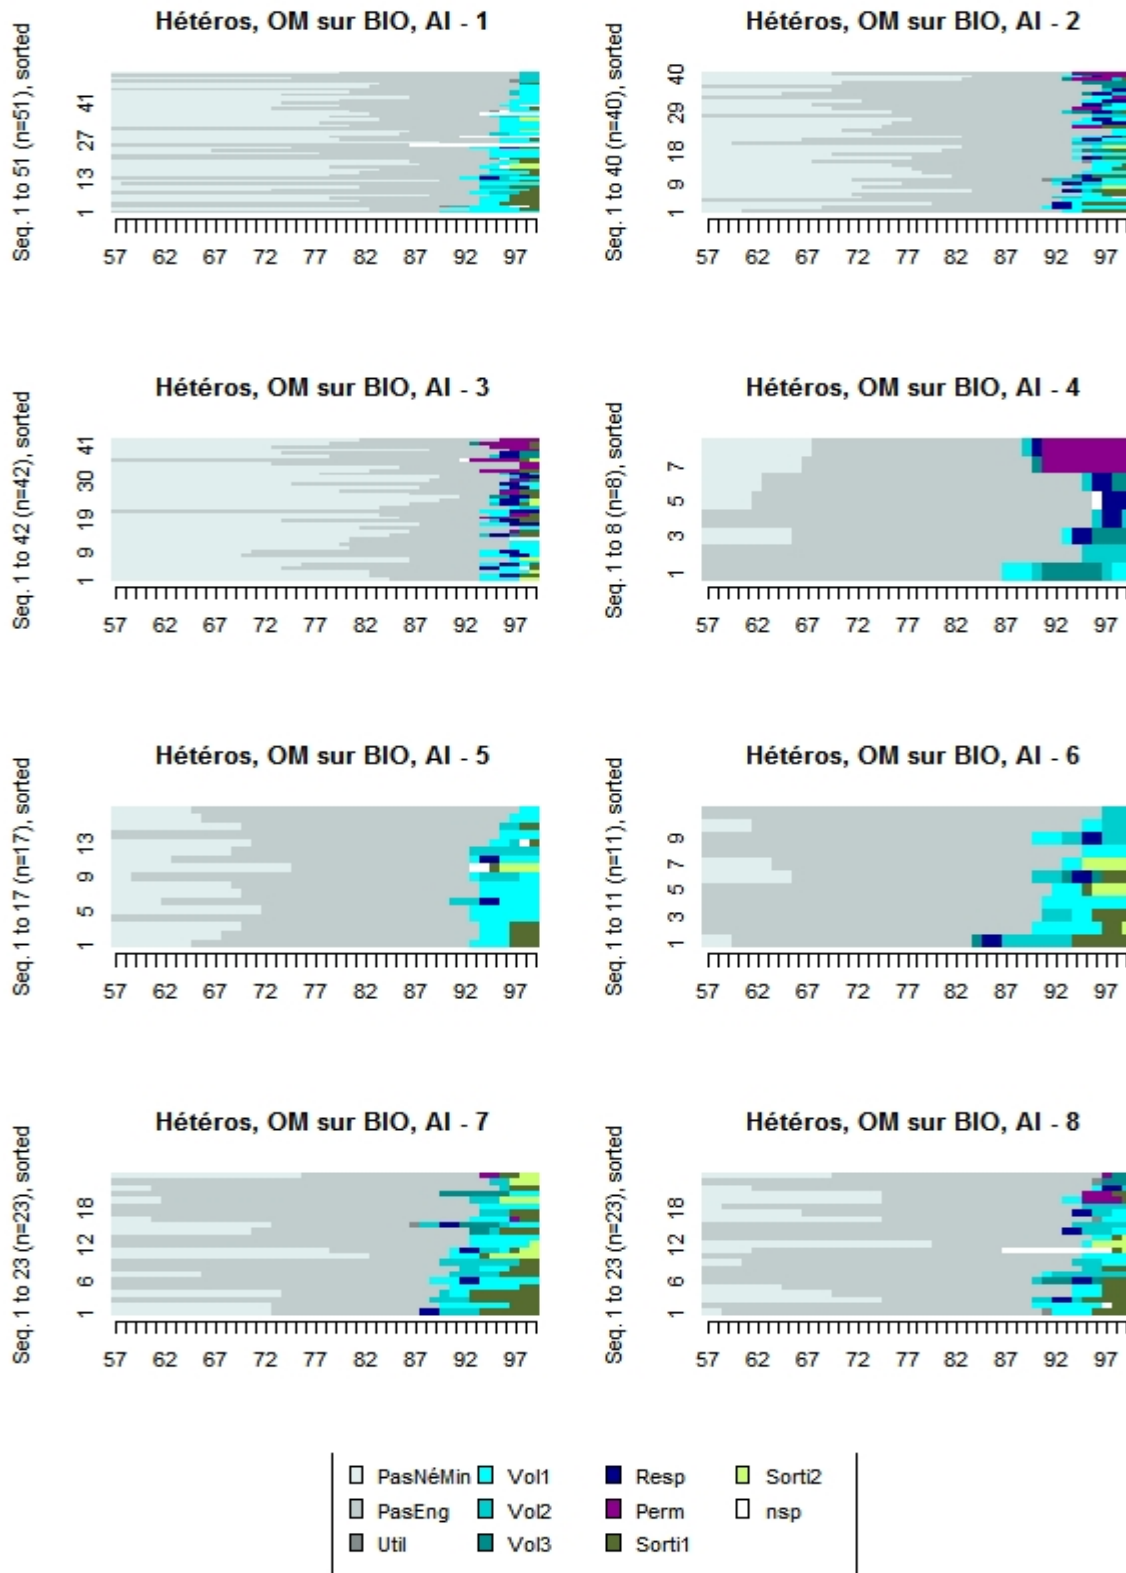 Hétéros, OM sur BIO, AI - 1
Seq. 1 to 51 (n=51), sorted
1 13 27 41
57 62 67 72 77 82 87 92 97
Hétéros, OM sur BIO, AI - 2
Seq. 1 to 40 (n=40), sorted
1 9 18 29 40
57 62 67 72 77 82 87 92 97
Hétéros, OM sur BIO, AI - 3
Seq. 1 to 42 (n=42), sorted
1 9 19 30 41
57 62 67 72 77 82 87 92 97
Hétéros, OM sur BIO, AI - 4
Seq. 1 to 8 (n=8), sorted
1 3 5 7
57 62 67 72 77 82 87 92 97
Hétéros, OM sur BIO, AI - 5
Seq. 1 to 17 (n=17), sorted
1 5 9 13
57 62 67 72 77 82 87 92 97
Hétéros, OM sur BIO, AI - 6
Seq. 1 to 11 (n=11), sorted
1 3 5 7 9
57 62 67 72 77 82 87 92 97
Hétéros, OM sur BIO, AI - 7
Seq. 1 to 23 (n=23), sorted
1 6 12 18
57 62 67 72 77 82 87 92 97
Hétéros, OM sur BIO, AI - 8
Seq. 1 to 23 (n=23), sorted
1 6 12 18
57 62 67 72 77 82 87 92 97
PasNéMin Vol1 Resp Sorti2
PasEng Vol2 Perm nsp
Util Vol3 Sorti1